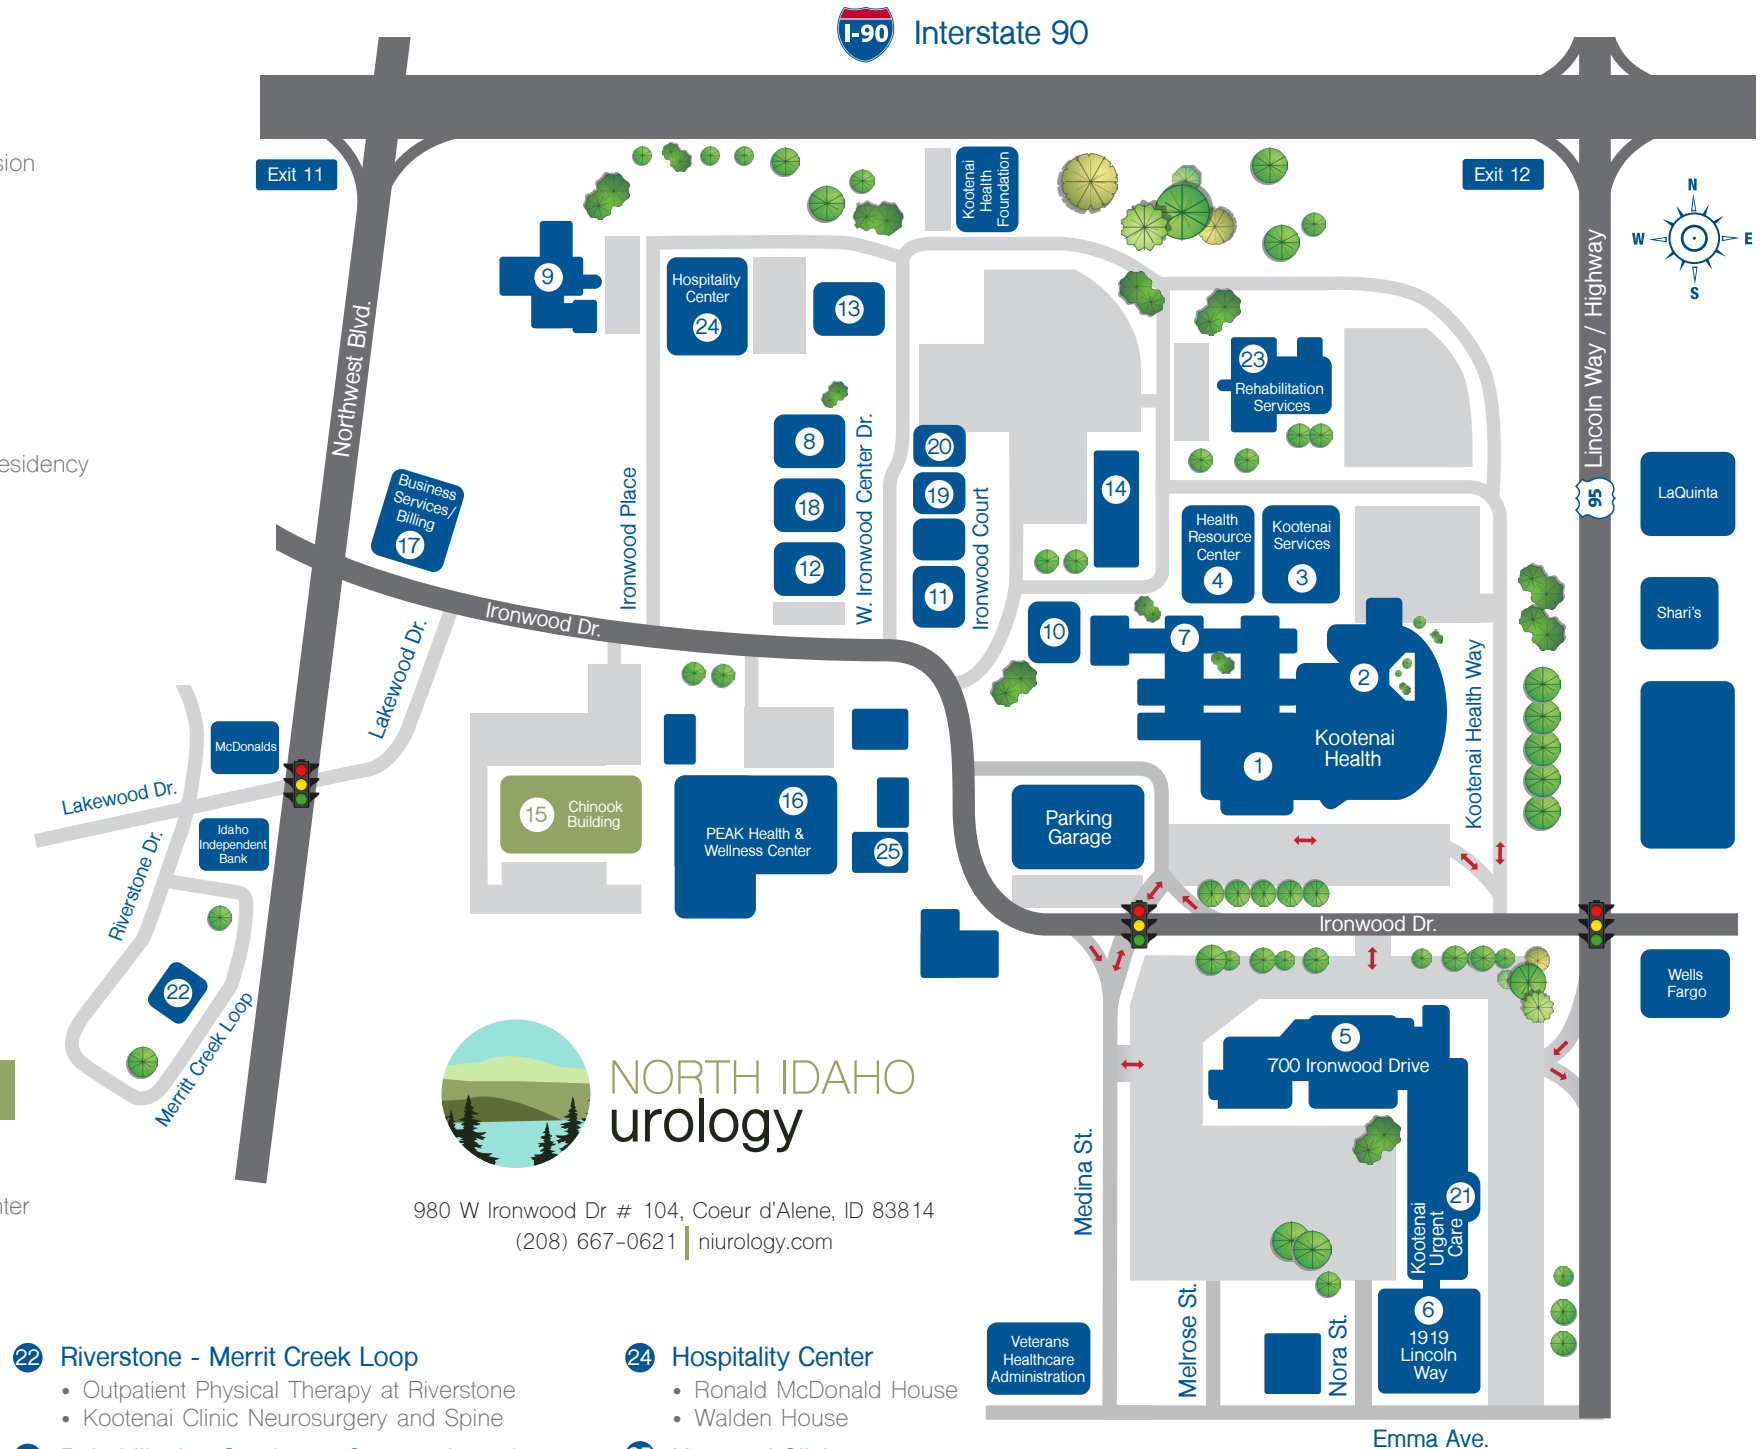 I-90 Interstate 90
sion
Exit 11
Exit 12
Kootenai
Health
Foundation
N
W
E
S
9
Hospitality
Center
24
13
Northwest Blvd.
Lincoln Way / Highway
95
23
Rehabilitation
Services
esidency
8
18
12
20
19
11
14
Ironwood Place
W. Ironwood Center Dr.
Ironwood Court
Business
Services/
Billing
17
Health
Resource
Center
4
Kootenai
Services
3
LaQuinta
Shari's
Ironwood Dr.
Lakewood Dr.
10
7
2
Kootenai
Health
1
Kootenai Health Way
McDonalds
Lakewood Dr.
Idaho
Independent
Bank
Riverstone Dr.
15
Chinook
Building
16
PEAK Health &
Wellness Center
25
Parking
Garage
Ironwood Dr.
Wells
Fargo
22
Merritt Creek Loop
NORTH IDAHO
urology
980 W Ironwood Dr # 104, Coeur d'Alene, ID 83814
(208) 667-0621 | niurology.com
5
700 Ironwood Drive
Medina St.
21
Kootenai
Urgent
Care
nter
6
1919
Lincoln
Way
Melrose St.
Nora St.
Veterans
Healthcare
Administration
Emma Ave.
22 Riverstone - Merrit Creek Loop
• Outpatient Physical Therapy at Riverstone
• Kootenai Clinic Neurosurgery and Spine
24 Hospitality Center
• Ronald McDonald House
• Walden House